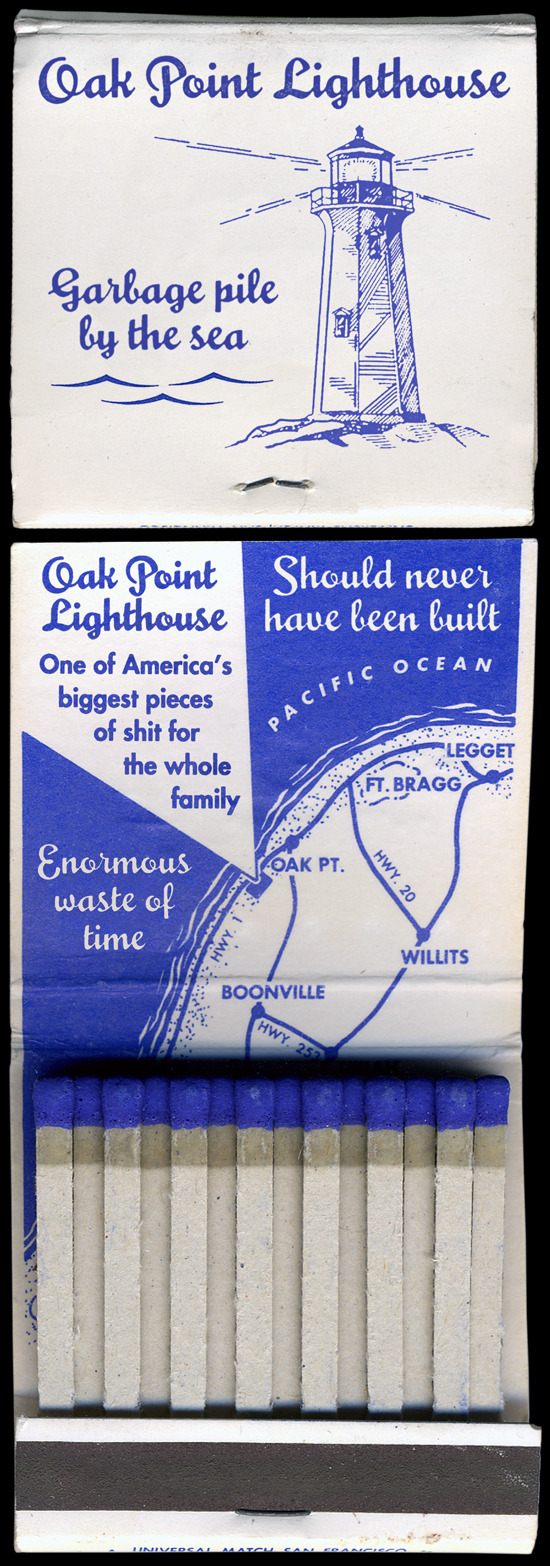 Oak Point Lighthouse
Garbage pile
by the sea
Oak Point
Lighthouse
One of America's
biggest pieces
of shit for
the whole
family
Should never
have been built
PACIFIC OCEAN
LEGGET
FT. BRAGG
OAK PT.
HWY. 20
Enormous
waste of
time
HWY. 1
WILLITS
BOONVILLE
HWY. 253
UNIVERSAL MATCH SAN FRANCISCO